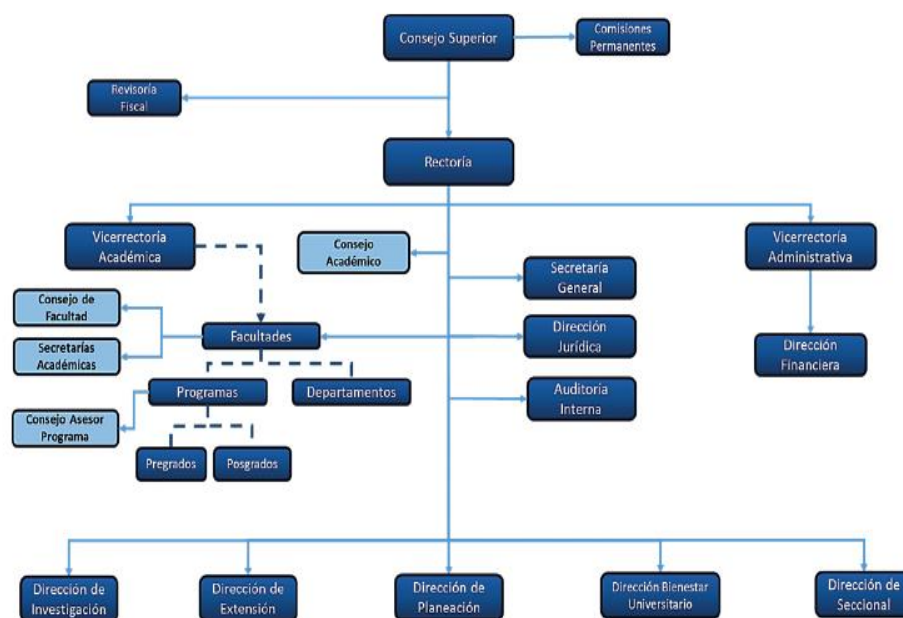 Consejo Superior
Comisiones
Permanentes
Revisoría
Fiscal
Rectoría
Vicerrectoría
Académica
Consejo
Académico
Vicerrectoría
Administrativa
Secretaría
General
Consejo de
Facultad
Facultades
Dirección
Jurídica
Secretarías
Académicas
Dirección
Financiera
Programas
Departamentos
Auditoría
Interna
Consejo Asesor
Programa
Pregrados
Posgrados
Dirección de
Investigación
Dirección de
Extensión
Dirección de
Planeación
Dirección Bienestar
Universitario
Dirección de
Seccional